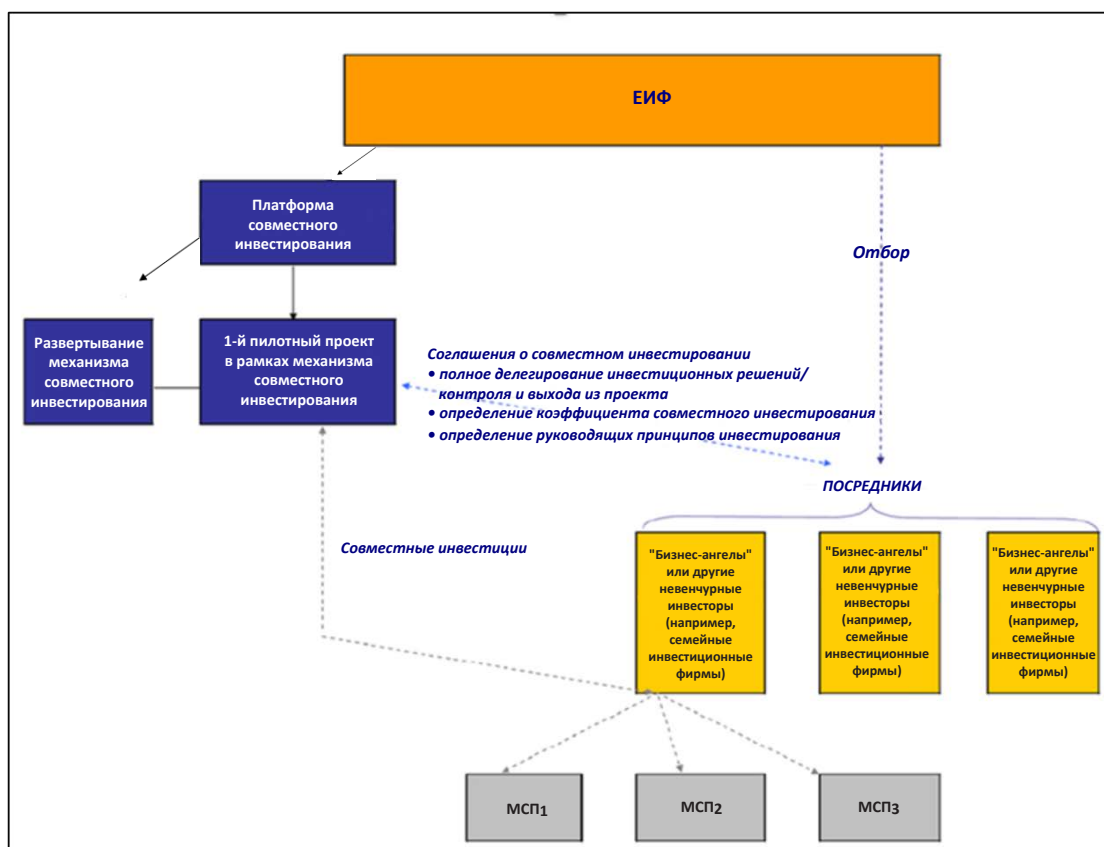 ЕИФ
Платформа
совместного
инвестирования
Отбор
Развертывание
механизма
совместного
инвестирования
1-й пилотный проект
в рамках механизма
совместного
инвестирования
Соглашения о совместном инвестировании
• полное делегирование инвестиционных решений/
контроля и выхода из проекта
• определение коэффициента совместного инвестирования
• определение руководящих принципов инвестирования
ПОСРЕДНИКИ
Совместные инвестиции
"Бизнес-ангелы"
или другие
невенчурные
инвесторы
(например,
семейные
инвестиционные
фирмы)
"Бизнес-ангелы"
или другие
невенчурные
инвесторы
(например,
семейные
инвестиционные
фирмы)
"Бизнес-ангелы"
или другие
невенчурные
инвесторы
(например,
семейные
инвестиционные
фирмы)
МСП1
МСП2
МСП3